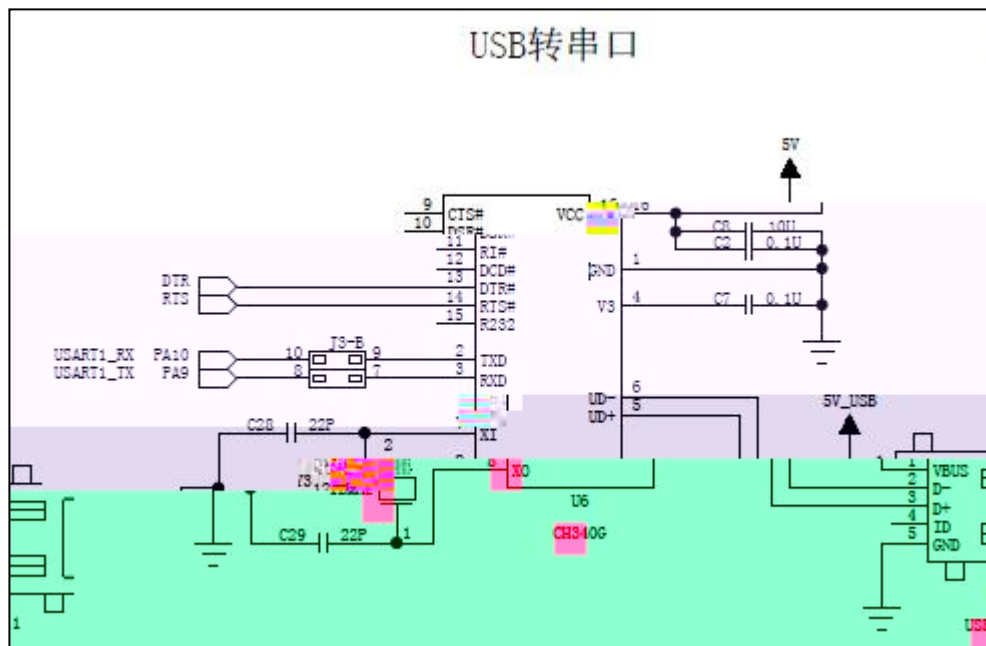 USB转串口
5V
9 CTS# VCC
10
C8 10U
C2 0.1U
11 RI#
12 DCD# GND 1
DTR 13 DTR#
RTS 14 RTS# V3 4 C7 0.1U
15 R232
J3-B
USART1_RX PA10 10 9 2 TXD
USART1_TX PA9 8 7 3 RXD
UD- 6
UD+ 5
5V_USB
C28 22P XI
2
XO
1 VBUS
2 D-
3 D+
4 ID
5 GND
U6
CH340G
C29 22P 1
1